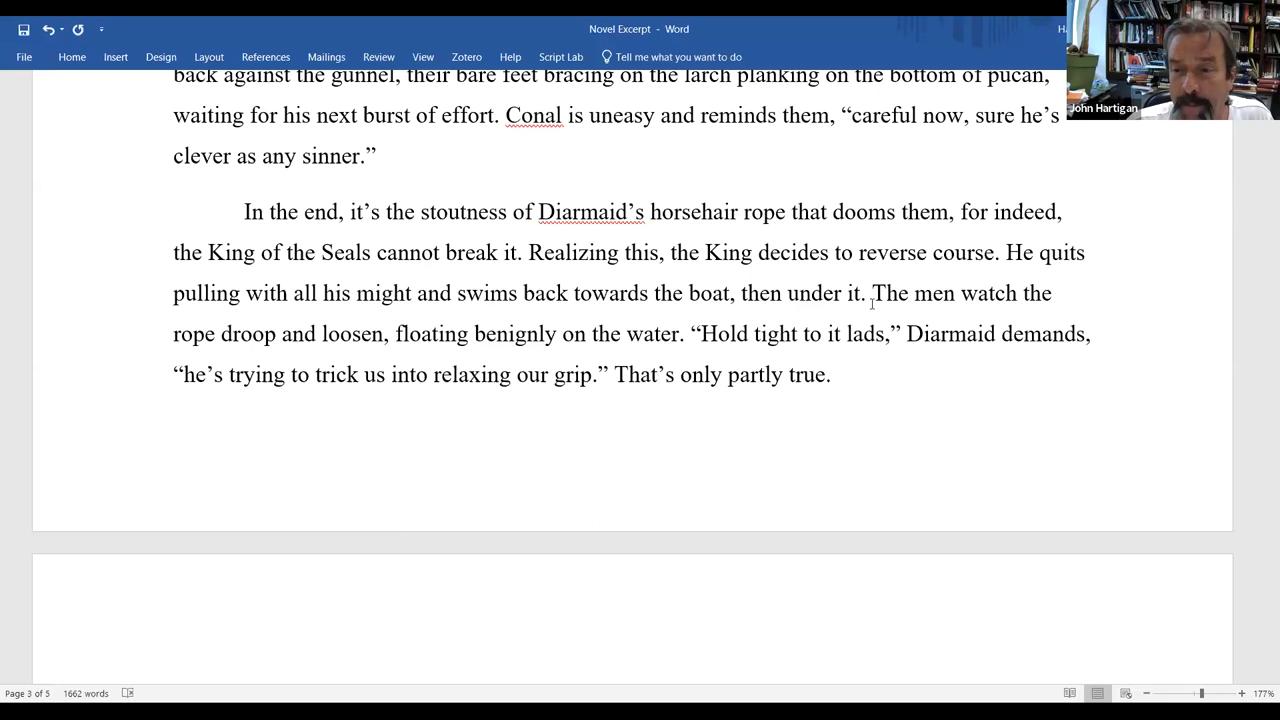 Novel Excerpt - Word
File Home Insert Design Layout References Mailings Review View Zotero Help Script Lab Tell me what you want to do
John Hartigan
back against the gunnel, their bare feet bracing on the larch planking on the bottom of pucan,
waiting for his next burst of effort. Conal is uneasy and reminds them, “careful now, sure he’s
clever as any sinner.”
In the end, it’s the stoutness of Diarmaid’s horsehair rope that dooms them, for indeed,
the King of the Seals cannot break it. Realizing this, the King decides to reverse course. He quits
pulling with all his might and swims back towards the boat, then under it. The men watch the
rope droop and loosen, floating benignly on the water. “Hold tight to it lads,” Diarmaid demands,
“he’s trying to trick us into relaxing our grip.” That’s only partly true.
Page 3 of 5 1662 words 177%